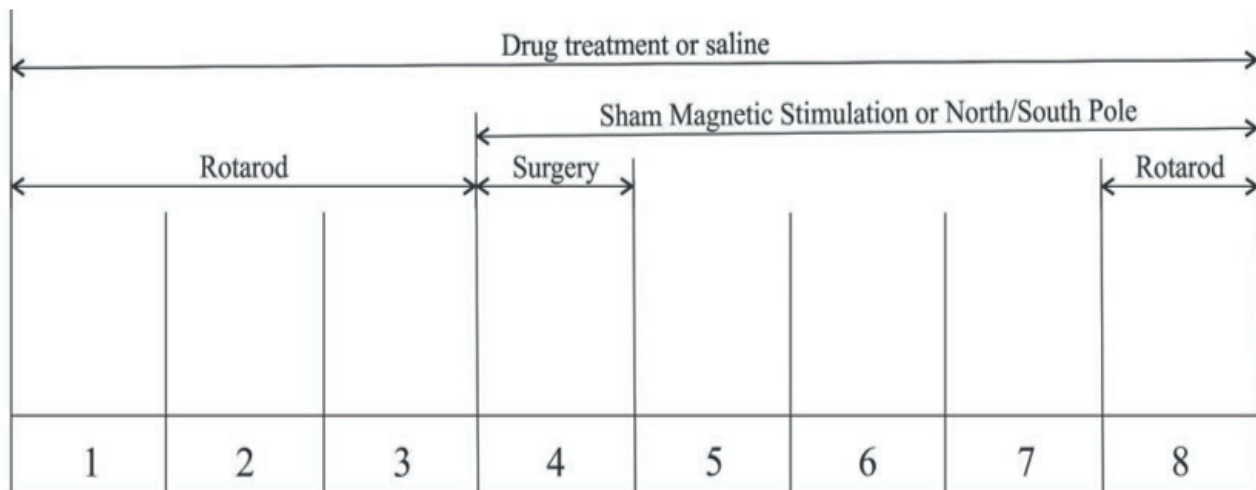 Drug treatment or saline
Sham Magnetic Stimulation or North/South Pole
Rotarod Surgery Rotarod
1 2 3 4 5 6 7 8